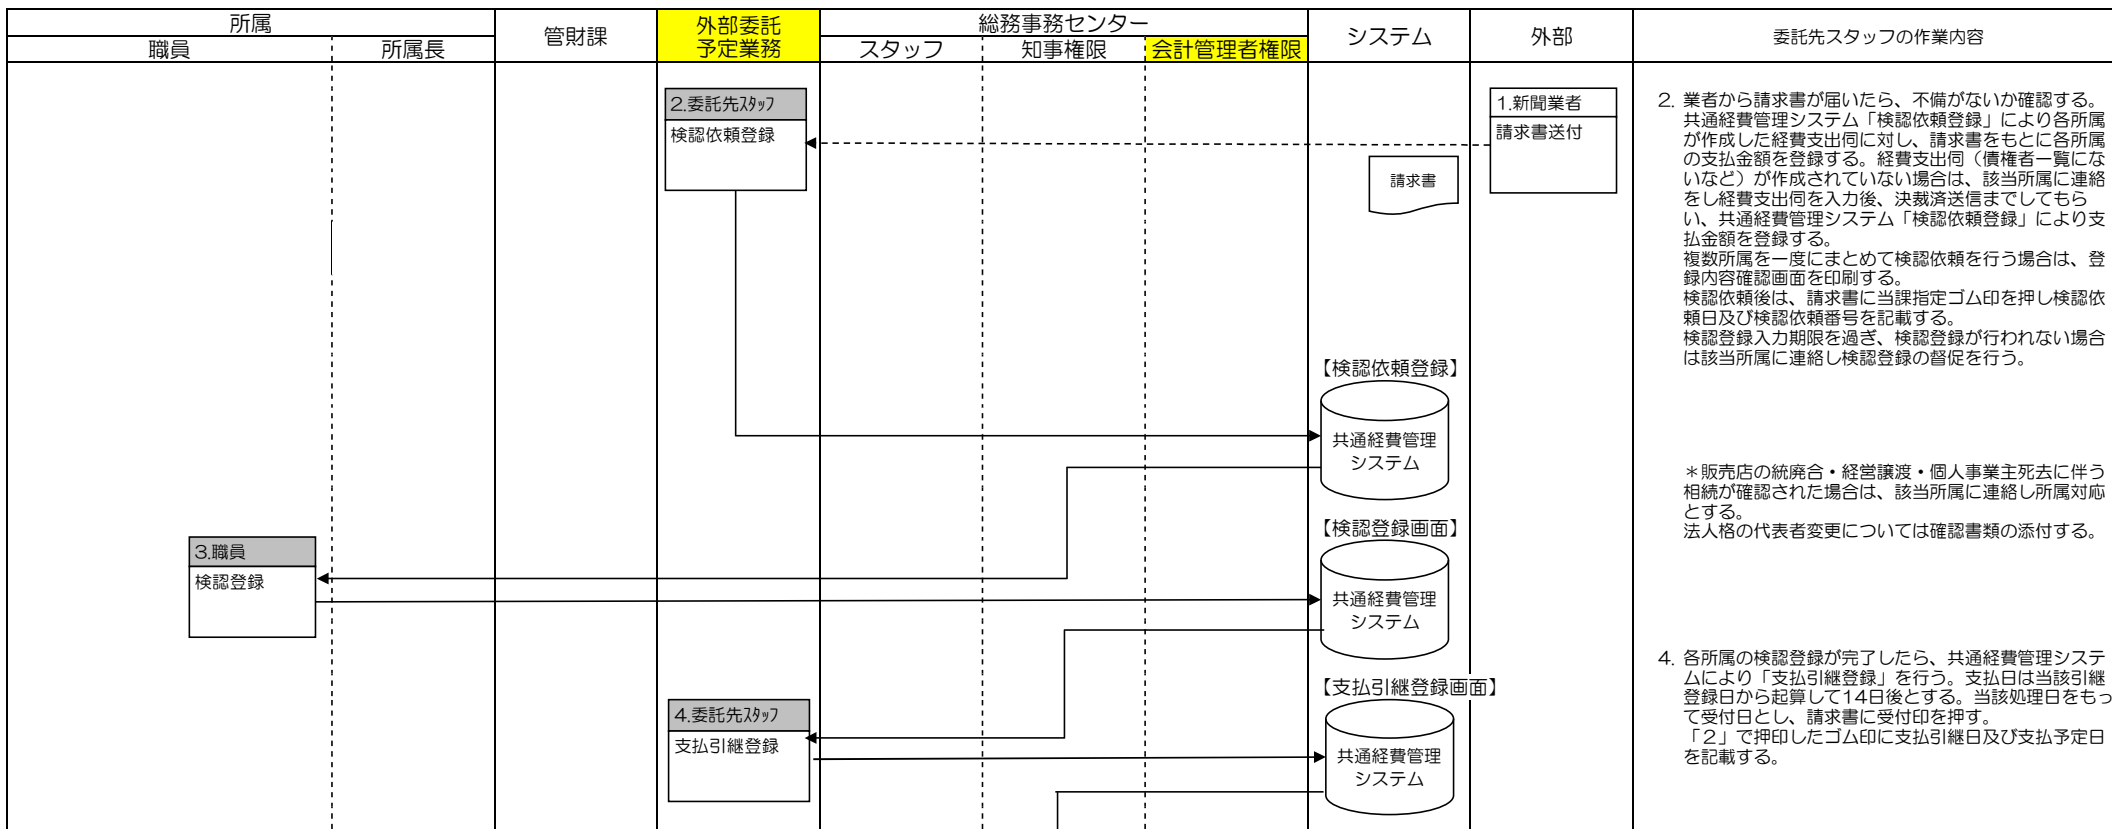 所属
管財課
外部委託
予定業務
総務事務センター
システム
外部
委託先スタッフの作業内容
職員
所属長
スタッフ
知事権限
会計管理者権限
2.委託先ｽﾀｯﾌ
検認依頼登録
1.新聞業者
請求書送付
請求書
2. 業者から請求書が届いたら、不備がないか確認する。
共通経費管理システム「検認依頼登録」により各所属
が作成した経費支出伺に対し、請求書をもとに各所属
の支払金額を登録する。経費支出伺（債権者一覧にな
いなど）が作成されていない場合は、該当所属に連絡
をし経費支出伺を入力後、決裁済送信までしてもら
い、共通経費管理システム「検認依頼登録」により支
払金額を登録する。
複数所属を一度にまとめて検認依頼を行う場合は、登
録内容確認画面を印刷する。
検認依頼後は、請求書に当課指定ゴム印を押し検認依
頼日及び検認依頼番号を記載する。
検認登録入力期限を過ぎ、検認登録が行われない場合
は該当所属に連絡し検認登録の督促を行う。
【検認依頼登録】
共通経費管理
システム
＊販売店の統廃合・経営譲渡・個人事業主死去に伴う
相続が確認された場合は、該当所属に連絡し所属対応
とする。
法人格の代表者変更については確認書類の添付する。
【検認登録画面】
3.職員
検認登録
共通経費管理
システム
4. 各所属の検認登録が完了したら、共通経費管理システ
ムにより「支払引継登録」を行う。支払日は当該引継
登録日から起算して14日後とする。当該処理日をもっ
て受付日とし、請求書に受付印を押す。
「２」で押印したゴム印に支払引継日及び支払予定日
を記載する。
【支払引継登録画面】
4.委託先ｽﾀｯﾌ
支払引継登録
共通経費管理
システム